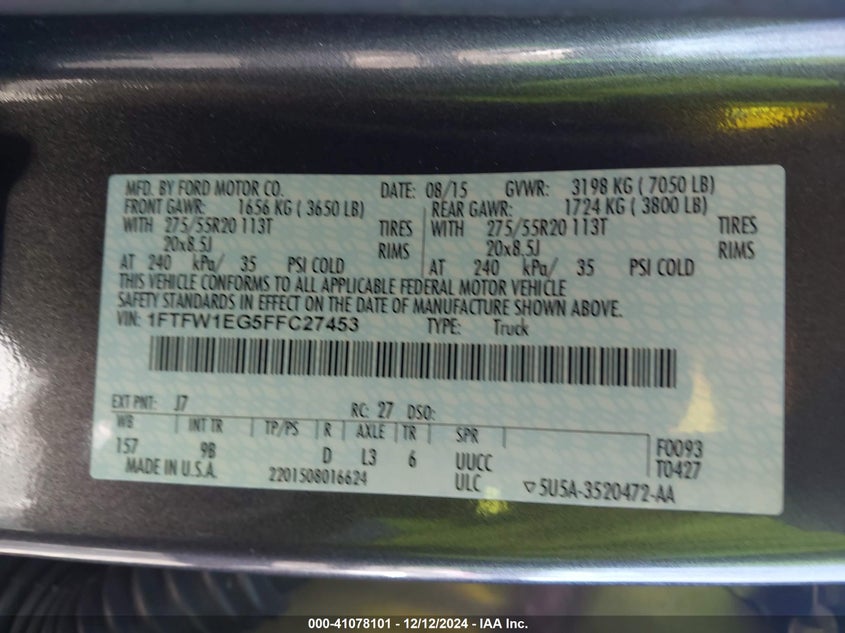 MFD. BY FORD MOTOR CO. DATE: 08/15 GVWR: 3198 KG ( 7050 LB)
FRONT GAWR: 1656 KG ( 3650 LB) REAR GAWR: 1724 KG ( 3800 LB)
WITH 275/55R20 113T TIRES WITH 275/55R20 113T TIRES
20x8.5J RIMS 20x8.5J RIMS
AT 240 kPa/ 35 PSI COLD AT 240 kPa/ 35 PSI COLD
THIS VEHICLE CONFORMS TO ALL APPLICABLE FEDERAL MOTOR VEHICLE
SAFETY STANDARDS IN EFFECT ON THE DATE OF MANUFACTURE SHOWN ABOVE.
VIN: 1FTFW1EG5FFC27453 TYPE: Truck
EXT PNT: J7 RC: 27 DSO:
WB INT TR TP/PS R AXLE TR SPR F0093
157 9B D L3 6 UUCC T0427
MADE IN U.S.A. 2201508016624 ULC ▽5U5A-3520472-AA
000-41078101 - 12/12/2024 - IAA Inc.